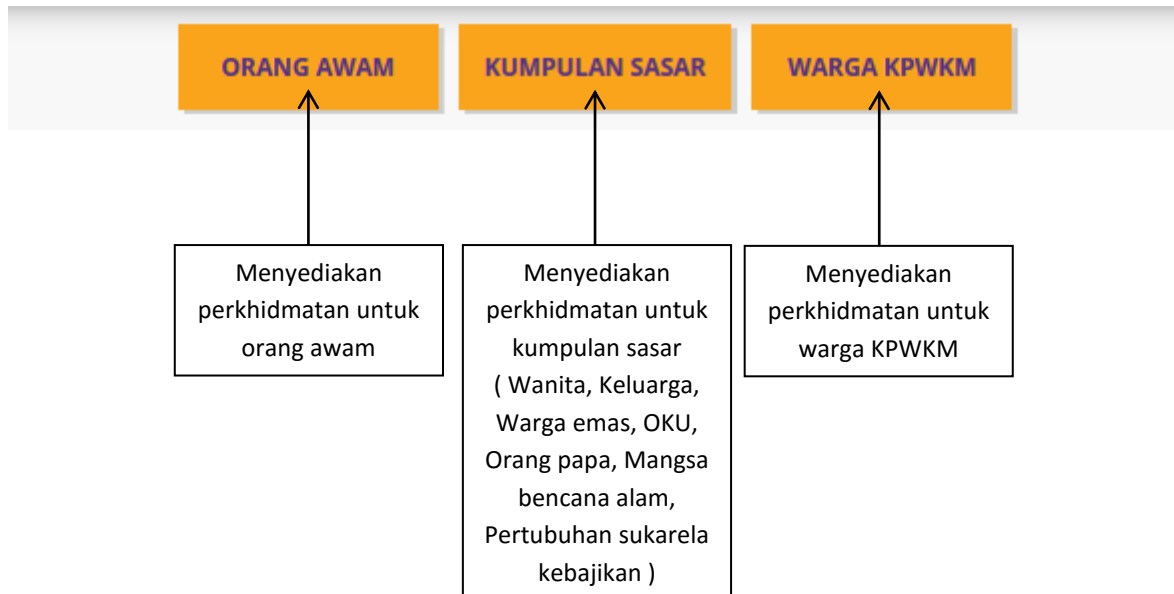 ORANG AWAM
KUMPULAN SASAR
WARGA KPWKM
Menyediakan
perkhidmatan untuk
orang awam
Menyediakan
perkhidmatan untuk
kumpulan sasar
( Wanita, Keluarga,
Warga emas, OKU,
Orang papa, Mangsa
bencana alam,
Pertubuhan sukarela
kebajikan )
Menyediakan
perkhidmatan untuk
warga KPWKM